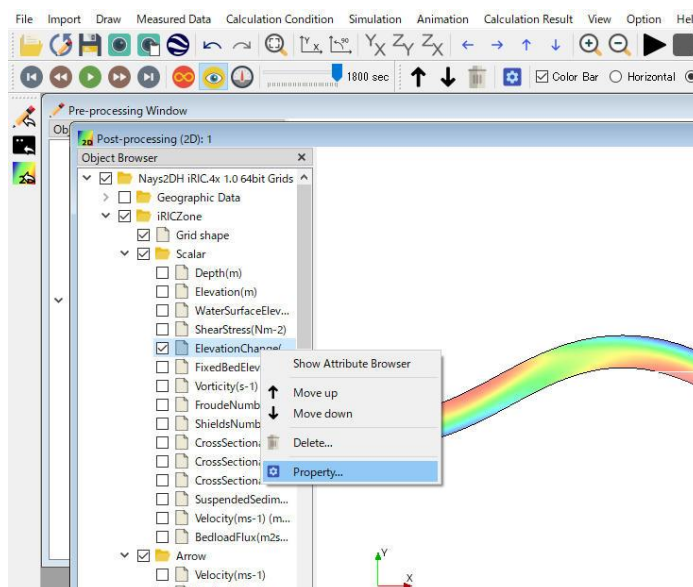 File Import Draw Measured Data Calculation Condition Simulation Animation Calculation Result View Option Hel
1800 sec Color Bar Horizontal
Pre-processing Window
Ob
Post-processing (2D): 1
Object Browser
Nays2DH iRIC.4x 1.0 64bit Grids
Geographic Data
iRICZone
Grid shape
Scalar
Depth(m)
Elevation(m)
WaterSurfaceElev...
ShearStress(Nm-2)
ElevationChange(
FixedBedElev
Vorticity(s-1)
FroudeNumb
ShieldsNumb
CrossSection
CrossSection
CrossSection
SuspendedSedim...
Velocity(ms-1) (m...
BedloadFlux(m2s...
Arrow
Velocity(ms-1)
Show Attribute Browser
Move up
Move down
Delete...
Property...
Y
X